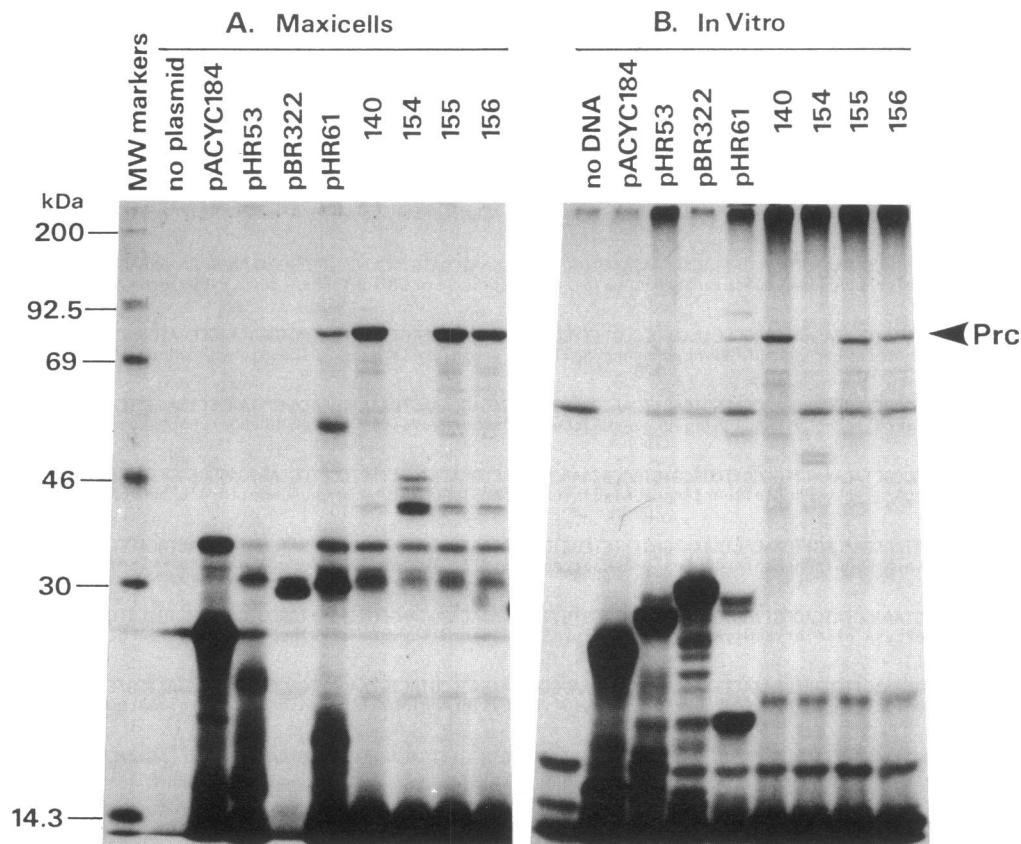 A. Maxicells
B. In Vitro
MW markers
no plasmid
pACYC184
pHR53
pBR322
pHR61
140
154
155
156
no DNA
pACYC184
pHR53
pBR322
pHR61
140
154
155
156
kDa
200
92.5
69
46
30
14.3
Prc